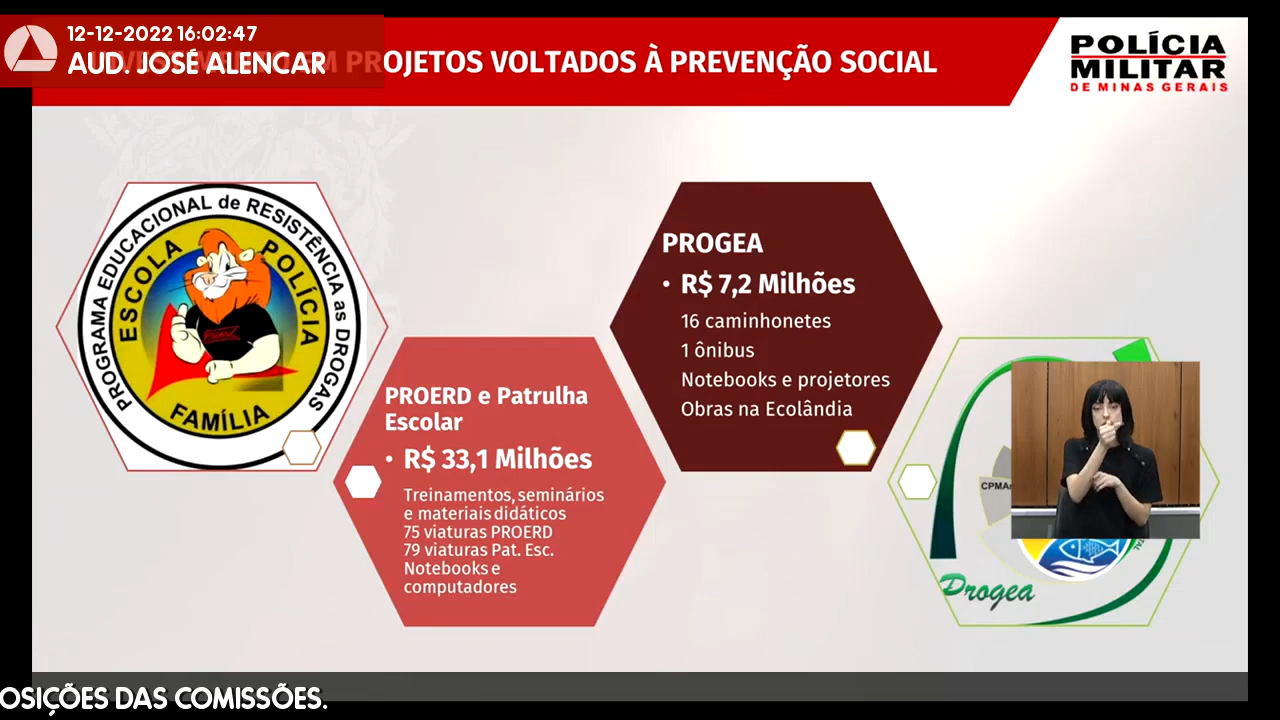 12-12-2022 16:02:47
AUD. JOSÉ ALENCAR
PROJETOS VOLTADOS À PREVENÇÃO SOCIAL
POLÍCIA
MILITAR
DE MINAS GERAIS
PROGRAMA EDUCACIONAL de RESISTÊNCIA as DROGAS
ESCOLA
POLÍCIA
FAMÍLIA
PROERD e Patrulha
Escolar
• R$ 33,1 Milhões
Treinamentos, seminários
e materiais didáticos
75 viaturas PROERD
79 viaturas Pat. Esc.
Notebooks e
computadores
PROGEA
• R$ 7,2 Milhões
16 caminhonetes
1 ônibus
Notebooks e projetores
Obras na Ecolândia
Progea
OSIÇÕES DAS COMISSÕES.